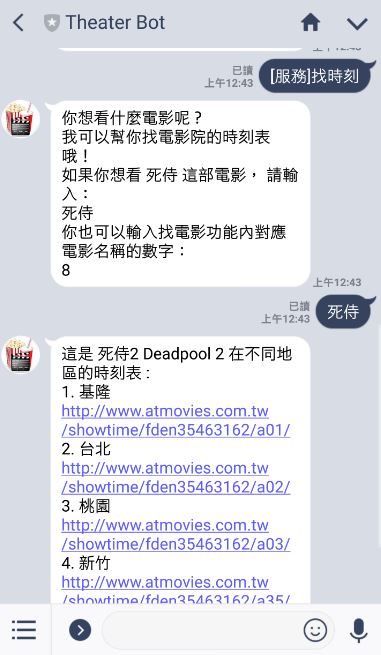 Theater Bot
上午12:43
已讀
上午12:43
[服務]找時刻
你想看什麼電影呢？
我可以幫你找電影院的時刻表
哦！
如果你想看 死侍 這部電影， 請輸
入：
死侍
你也可以輸入找電影功能內對應
電影名稱的數字：
8
上午12:43
已讀
上午12:43
死侍
這是 死侍2 Deadpool 2 在不同地
區的時刻表 :
1. 基隆
http://www.atmovies.com.tw
/showtime/fden35463162/a01/
2. 台北
http://www.atmovies.com.tw
/showtime/fden35463162/a02/
3. 桃園
http://www.atmovies.com.tw
/showtime/fden35463162/a03/
4. 新竹
http://www.atmovies.com.tw
/showtime/fden35463162/a35/